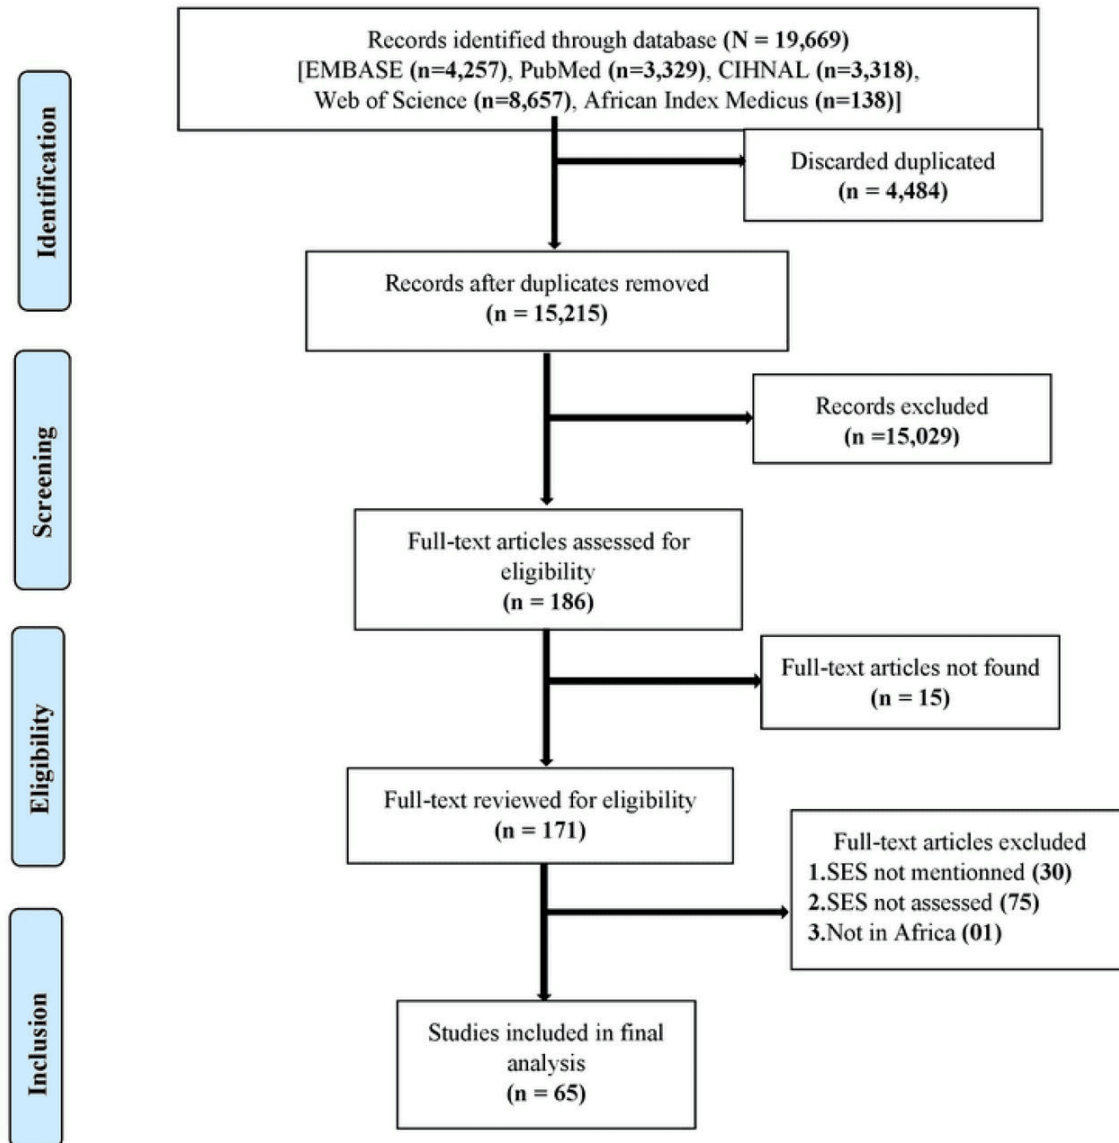 Records identified through database (N = 19,669)
[EMBASE (n=4,257), PubMed (n=3,329), CIHNAL (n=3,318),
Web of Science (n=8,657), African Index Medicus (n=138)]
Identification
Discarded duplicated
(n = 4,484)
Records after duplicates removed
(n = 15,215)
Screening
Records excluded
(n =15,029)
Full-text articles assessed for
eligibility
(n = 186)
Eligibility
Full-text articles not found
(n = 15)
Full-text reviewed for eligibility
(n = 171)
Full-text articles excluded
1.SES not mentionned (30)
2.SES not assessed (75)
3.Not in Africa (01)
Inclusion
Studies included in final
analysis
(n = 65)